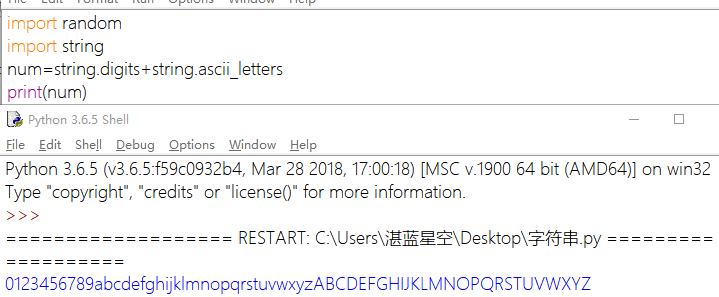 File Edit Format Run Options Window Help
import random
import string
num=string.digits+string.ascii_letters
print(num)
Python 3.6.5 Shell
File Edit Shell Debug Options Window Help
Python 3.6.5 (v3.6.5:f59c0932b4, Mar 28 2018, 17:00:18) [MSC v.1900 64 bit (AMD64)] on win32
Type "copyright", "credits" or "license()" for more information.
>>>
=================== RESTART: C:\Users\湛蓝星空\Desktop\字符串.py =========
==================
0123456789abcdefghijklmnopqrstuvwxyzABCDEFGHIJKLMNOPQRSTUVWXYZ